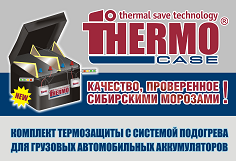 thermal save technology
THERMO®
CASE
NEW
КАЧЕСТВО, ПРОВЕРЕННОЕ
СИБИРСКИМИ МОРОЗАМИ!
КОМПЛЕКТ ТЕРМОЗАЩИТЫ С СИСТЕМОЙ ПОДОГРЕВА
ДЛЯ ГРУЗОВЫХ АВТОМОБИЛЬНЫХ АККУМУЛЯТОРОВ